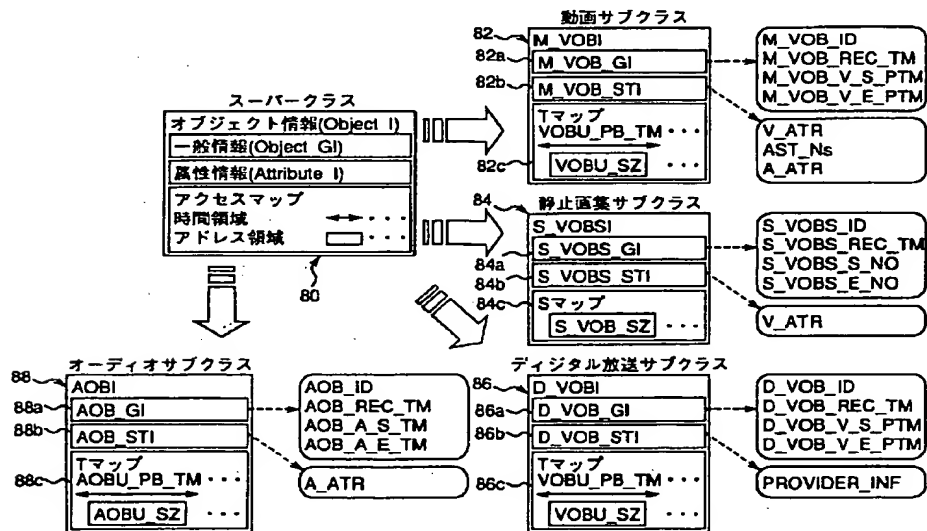 スーパークラス
オブジェクト情報(Object_I)
一般情報(Object_GI)
属性情報(Attribute_I)
アクセスマップ
時間領域 ・・・
アドレス領域 ・・・
80
動画サブクラス
82
M_VOBI
82a
M_VOB_GI
82b
M_VOB_STI
Tマップ
VOBU_PB_TM ・・・
82c
VOBU_SZ ・・・
M_VOB_ID
M_VOB_REC_TM
M_VOB_V_S_PTM
M_VOB_V_E_PTM
V_ATR
AST_Ns
A_ATR
静止画集サブクラス
84
S_VOBSI
S_VOBS_GI
84a
84b
S_VOBS_STI
84c
Sマップ
S_VOB_SZ ・・・
S_VOBS_ID
S_VOBS_REC_TM
S_VOBS_S_NO
S_VOBS_E_NO
V_ATR
オーディオサブクラス
88
AOBI
88a
AOB_GI
88b
AOB_STI
Tマップ
88c
AOBU_PB_TM ・・・
AOBU_SZ ・・・
AOB_ID
AOB_REC_TM
AOB_A_S_TM
AOB_A_E_TM
A_ATR
ディジタル放送サブクラス
86
D_VOBI
86a
D_VOB_GI
86b
D_VOB_STI
Tマップ
86c
VOBU_PB_TM ・・・
VOBU_SZ ・・・
D_VOB_ID
D_VOB_REC_TM
D_VOB_V_S_PTM
D_VOB_V_E_PTM
PROVIDER_INF